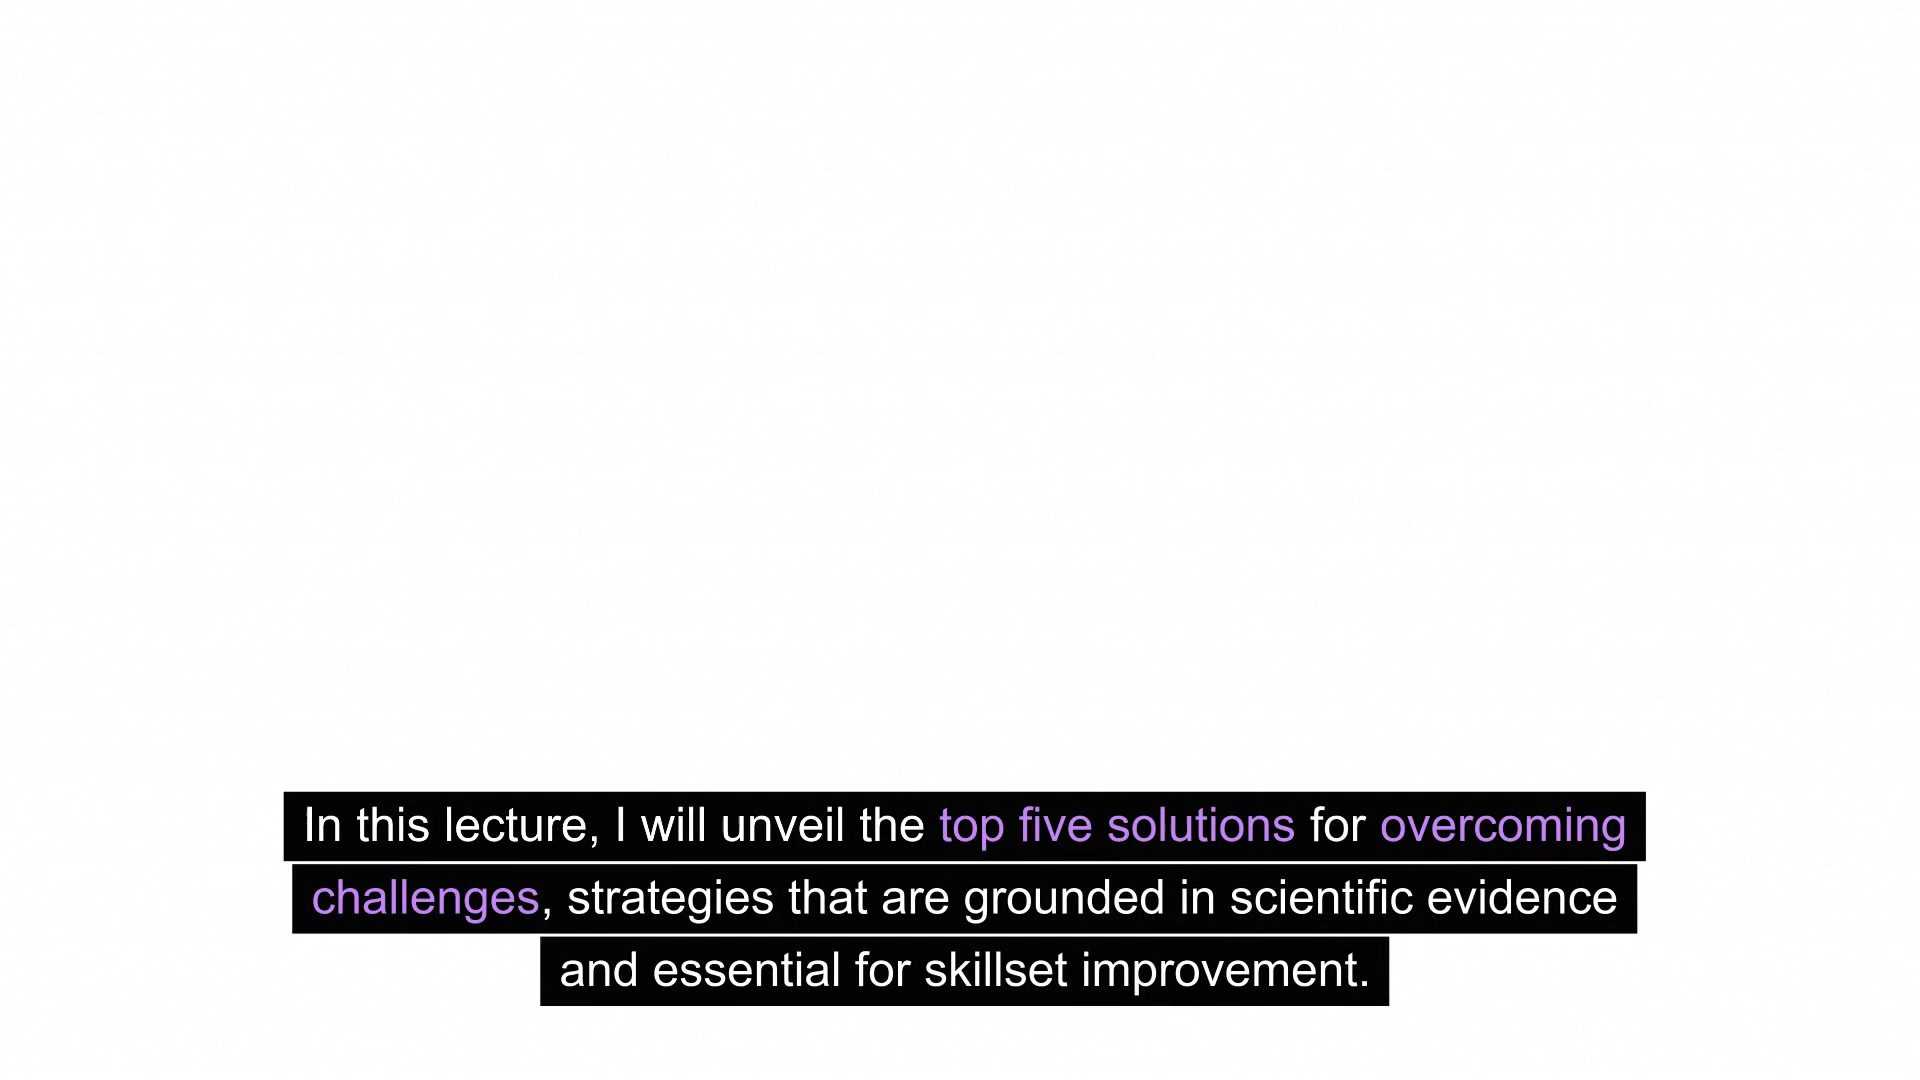 In this lecture, I will unveil the top five solutions for overcoming
challenges, strategies that are grounded in scientific evidence
and essential for skillset improvement.